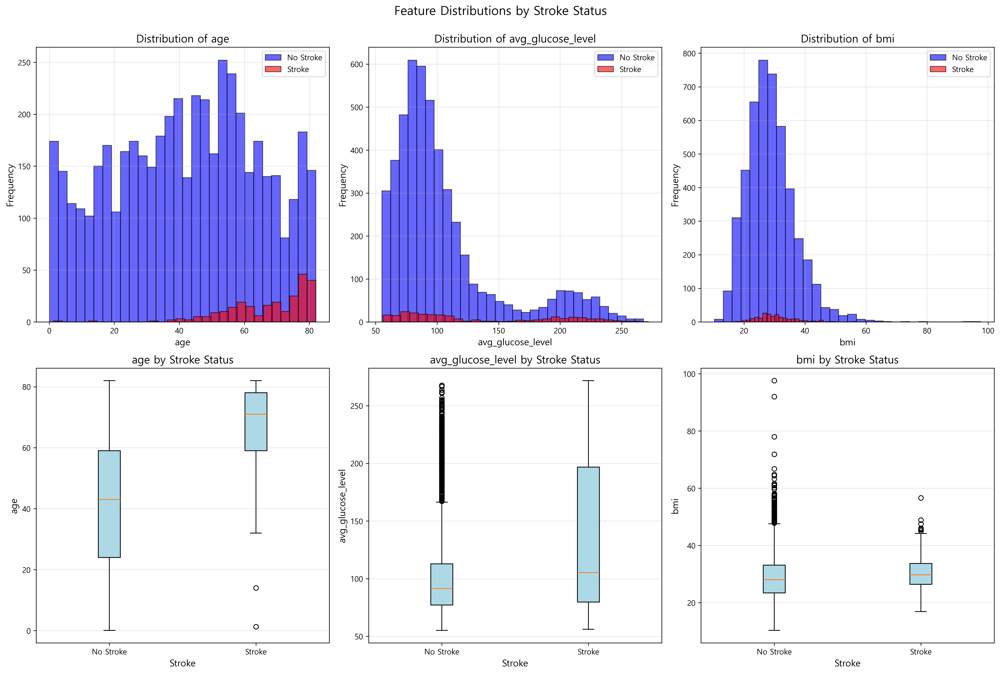 Feature Distributions by Stroke Status
Distribution of age
Frequency
250
200
150
100
50
0
0 20 40 60 80
age
No Stroke
Stroke
Distribution of avg_glucose_level
Frequency
600
500
400
300
200
100
0
50 100 150 200 250
avg_glucose_level
No Stroke
Stroke
Distribution of bmi
Frequency
800
700
600
500
400
300
200
100
0
20 40 60 80 100
bmi
No Stroke
Stroke
age by Stroke Status
age
80
60
40
20
0
No Stroke Stroke
Stroke
avg_glucose_level by Stroke Status
avg_glucose_level
250
200
150
100
50
No Stroke Stroke
Stroke
bmi by Stroke Status
bmi
100
80
60
40
20
No Stroke Stroke
Stroke